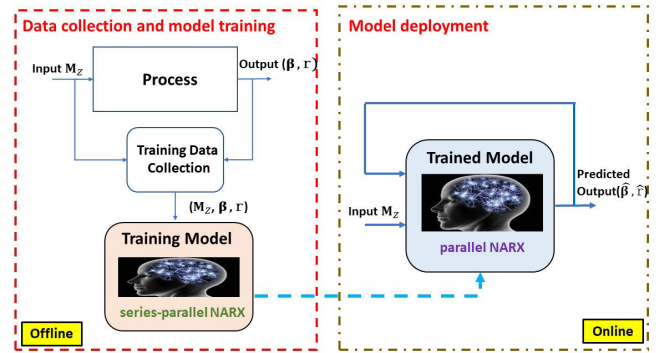 Data collection and model training
Input M_Z
Process
Output (β, r)
Training Data
Collection
(M_Z, β, r)
Training Model
series-parallel NARX
Offline
Model deployment
Trained Model
Input M_Z
parallel NARX
Predicted
Output(β̂, r̂)
Online